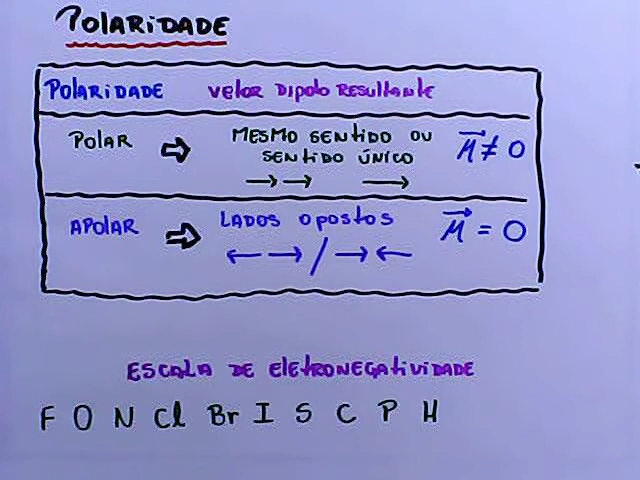 POLARIDADE
POLARIDADE VETOR DIPOLO RESULTANTE
POLAR ⇨ MESMO SENTIDO OU
SENTIDO ÚNICO μ⃗ ≠ 0
→ → →
APOLAR ⇨ LADOS OPOSTOS μ⃗ = 0
← → / → ←
ESCALA DE ELETRONEGATIVIDADE
F O N Cl Br I S C P H